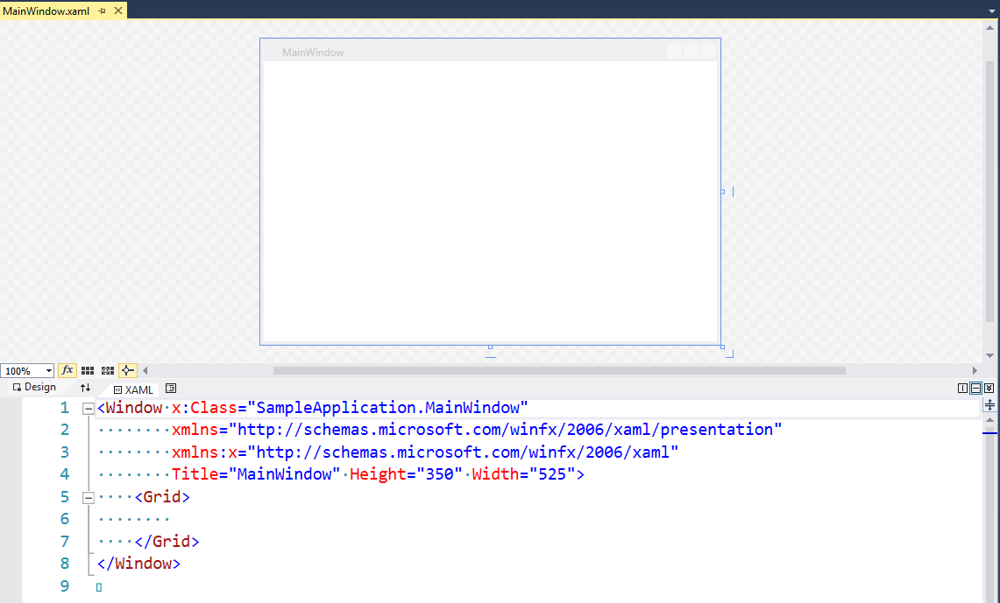 MainWindow.xaml
MainWindow
100% fx
Design XAML
1 <Window x:Class="SampleApplication.MainWindow"
2 xmlns="http://schemas.microsoft.com/winfx/2006/xaml/presentation"
3 xmlns:x="http://schemas.microsoft.com/winfx/2006/xaml"
4 Title="MainWindow" Height="350" Width="525">
5 <Grid>
6
7 </Grid>
8 </Window>
9